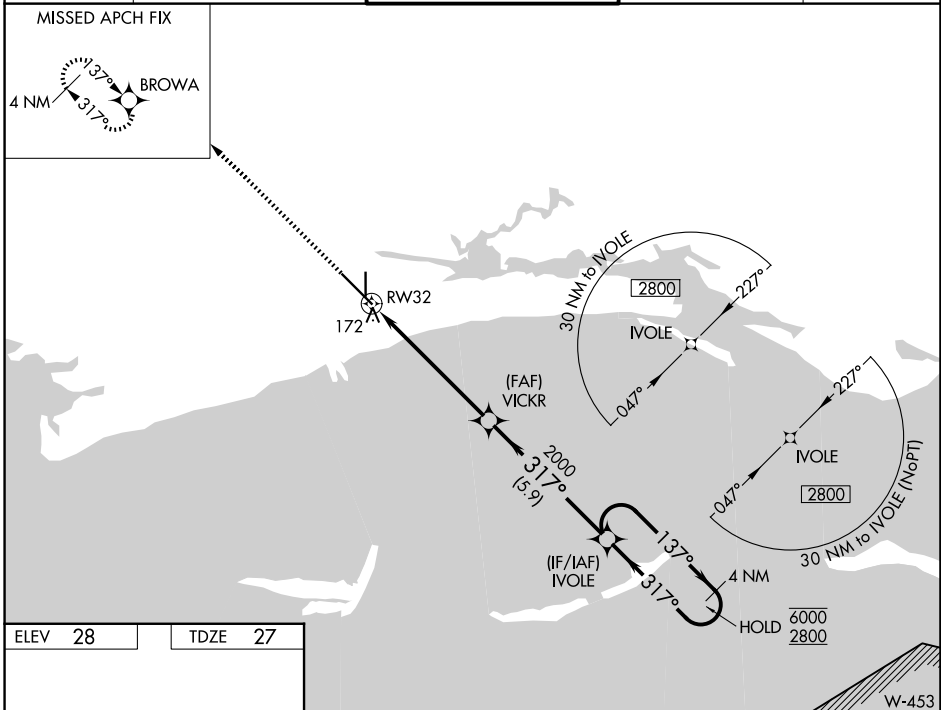 MISSED APCH FIX
137°
BROWA
4 NM
317°
30 NM to IVOLE
2800
227°
RW32
172
IVOLE
047°
(FAF)
VICKR
227°
2000
317°
(5.9)
IVOLE
047°
2800
30 NM to IVOLE (NoPT)
137°
(IF/IAF)
IVOLE
4 NM
317°
HOLD
6000
2800
ELEV 28
TDZE 27
W-453